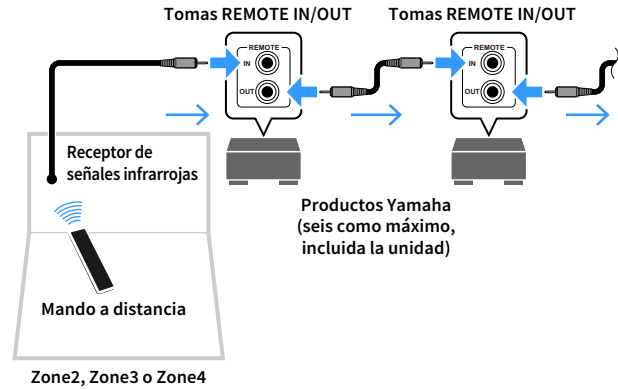 Tomas REMOTE IN/OUT
Tomas REMOTE IN/OUT
REMOTE
IN
OUT
REMOTE
IN
OUT
Receptor de
señales infrarrojas
Productos Yamaha
(seis como máximo,
incluida la unidad)
Mando a distancia
Zone2, Zone3 o Zone4